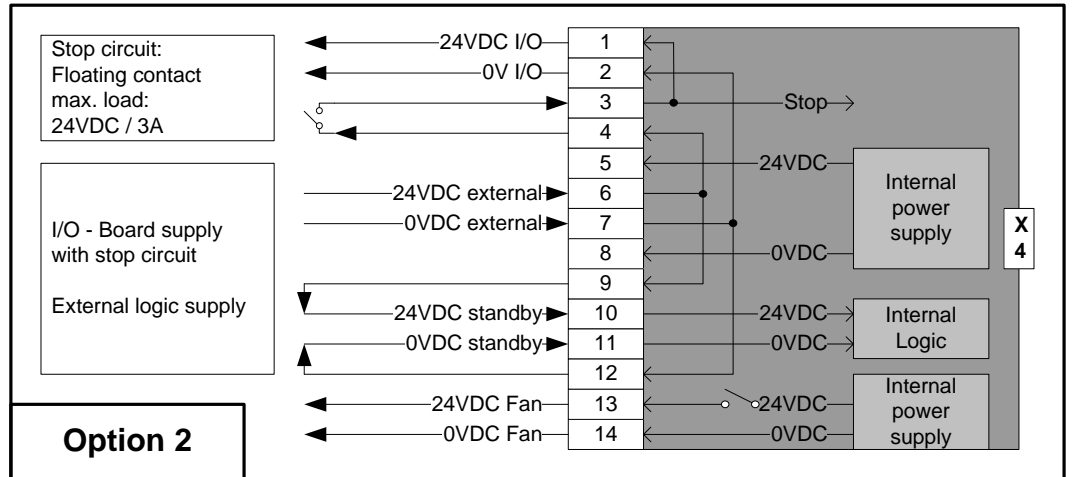 Stop circuit:
Floating contact
max. load:
24VDC / 3A
I/O - Board supply
with stop circuit
External logic supply
Option 2
24VDC I/O
0V I/O
24VDC external
0VDC external
24VDC standby
0VDC standby
24VDC Fan
0VDC Fan
1
2
3
4
5
6
7
8
9
10
11
12
13
14
Stop
24VDC
0VDC
24VDC
0VDC
24VDC
0VDC
Internal
power
supply
Internal
Logic
Internal
power
supply
X
4